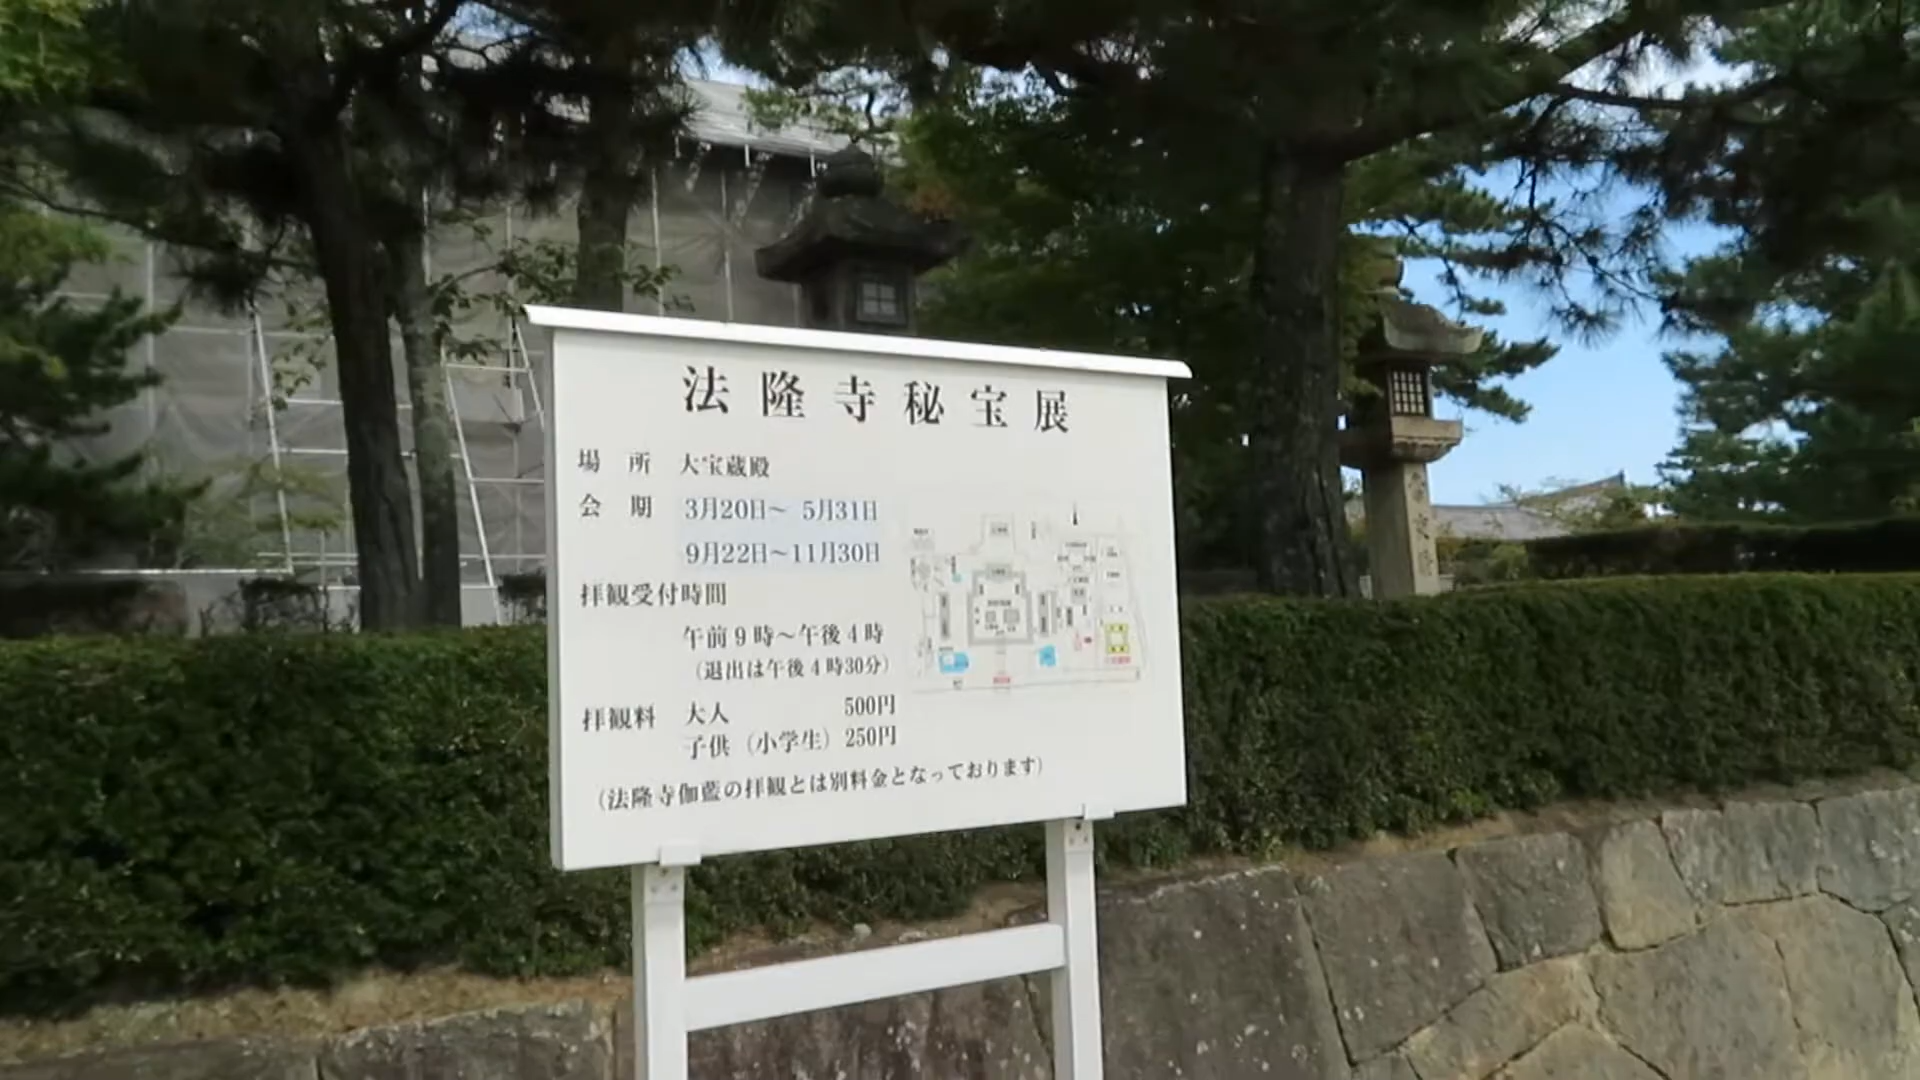 法隆寺秘宝展
場 所 大宝蔵殿
会 期 3月20日～ 5月31日
9月22日～11月30日
拝観受付時間
午前9時～午後4時
（退出は午後4時30分）
拝観料 大人 500円
子供（小学生） 250円
（法隆寺伽藍の拝観とは別料金となっております）